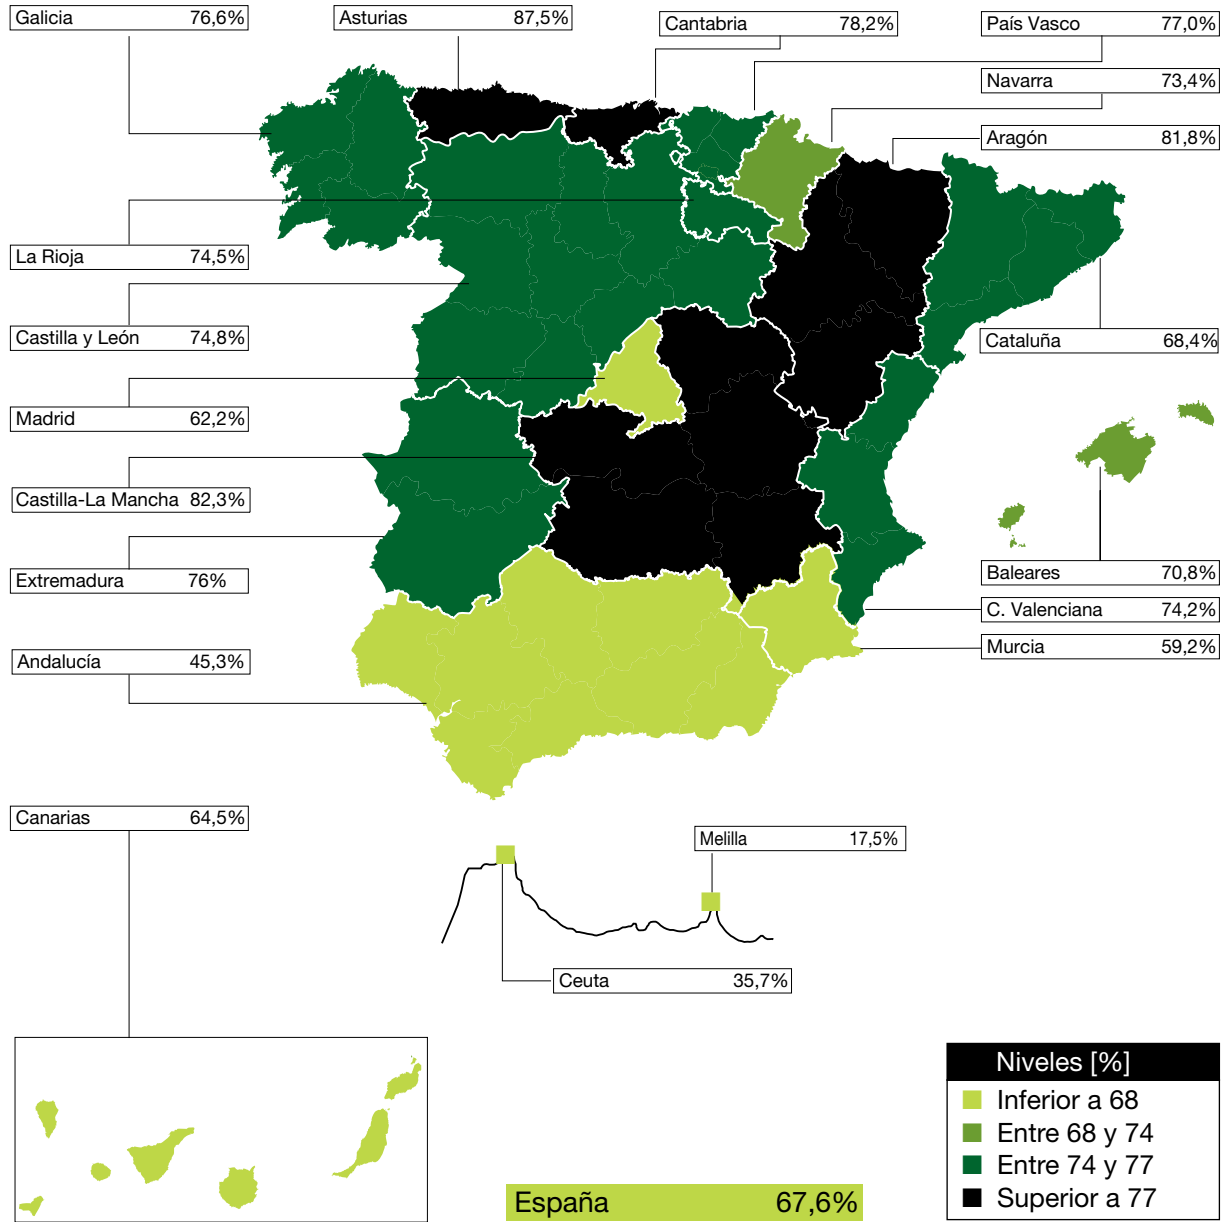 Galicia 76,6%
Asturias 87,5%
Cantabria 78,2%
País Vasco 77,0%
Navarra 73,4%
Aragón 81,8%
La Rioja 74,5%
Castilla y León 74,8%
Cataluña 68,4%
Madrid 62,2%
Castilla-La Mancha 82,3%
Extremadura 76%
Baleares 70,8%
C. Valenciana 74,2%
Murcia 59,2%
Andalucía 45,3%
Canarias 64,5%
Melilla 17,5%
Ceuta 35,7%
Niveles [%]
Inferior a 68
Entre 68 y 74
Entre 74 y 77
Superior a 77
España 67,6%